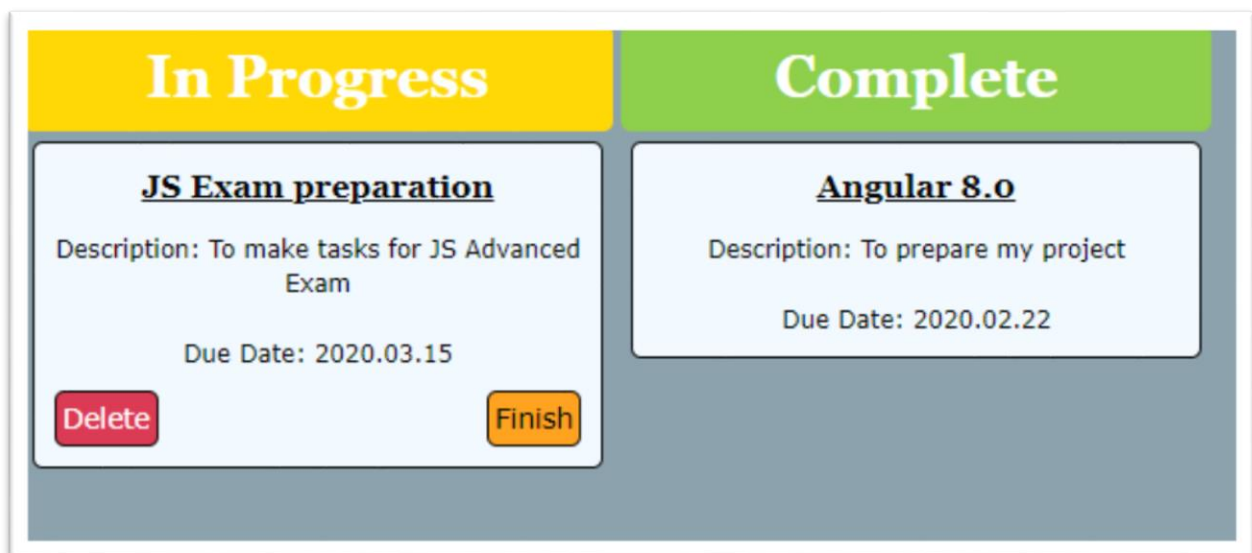 In Progress
JS Exam preparation
Description: To make tasks for JS Advanced
Exam
Due Date: 2020.03.15
Delete
Finish
Complete
Angular 8.0
Description: To prepare my project
Due Date: 2020.02.22